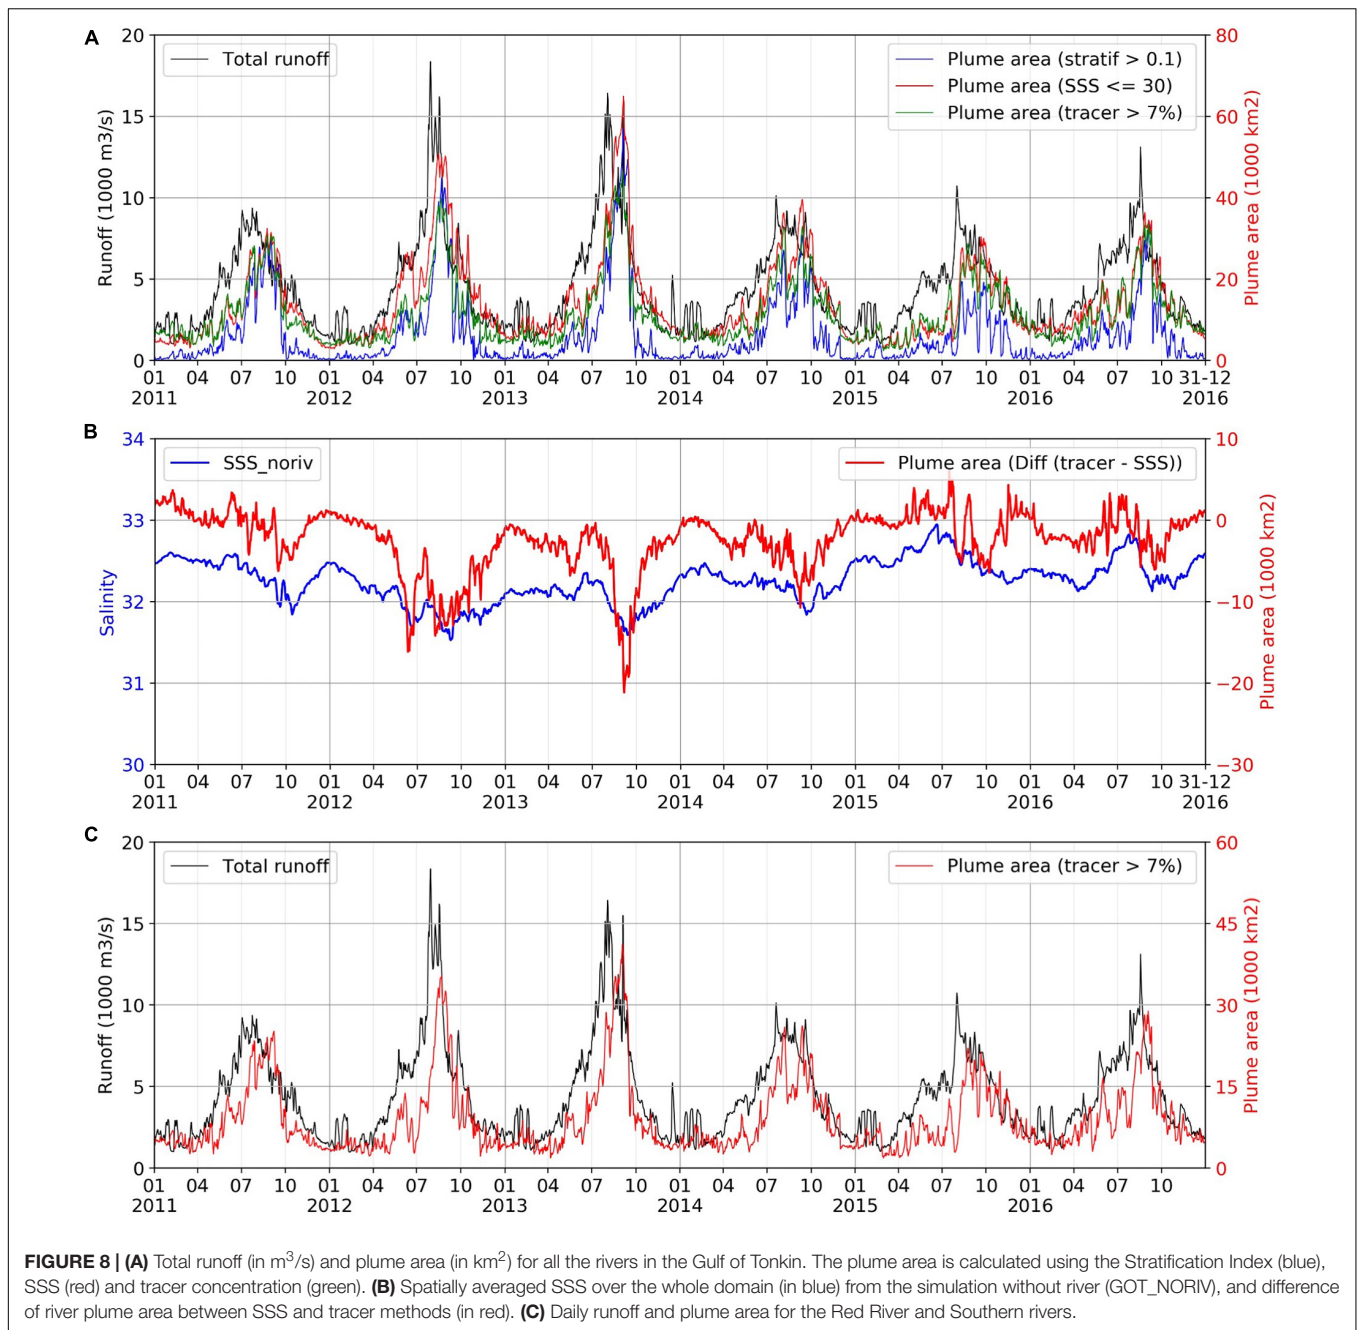 A
Total runoff
Plume area (stratif > 0.1)
Plume area (SSS <= 30)
Plume area (tracer > 7%)
Runoff (1000 m3/s)
20
15
10
5
0
Plume area (1000 km2)
80
60
40
20
0
01 04 07 10 01 04 07 10 01 04 07 10 01 04 07 10 01 04 07 10 01 04 07 10 31-12
2011 2012 2013 2014 2015 2016 2016
B
SSS_noriv
Plume area (Diff (tracer - SSS))
Salinity
34
33
32
31
30
Plume area (1000 km2)
10
0
−10
−20
−30
01 04 07 10 01 04 07 10 01 04 07 10 01 04 07 10 01 04 07 10 01 04 07 10 31-12
2011 2012 2013 2014 2015 2016 2016
C
Total runoff
Plume area (tracer > 7%)
Runoff (1000 m3/s)
20
15
10
5
0
Plume area (1000 km2)
60
45
30
15
0
01 04 07 10 01 04 07 10 01 04 07 10 01 04 07 10 01 04 07 10 01 04 07 10
2011 2012 2013 2014 2015 2016
FIGURE 8 | (A) Total runoff (in m³/s) and plume area (in km²) for all the rivers in the Gulf of Tonkin. The plume area is calculated using the Stratification Index (blue),
SSS (red) and tracer concentration (green). (B) Spatially averaged SSS over the whole domain (in blue) from the simulation without river (GOT_NORIV), and difference
of river plume area between SSS and tracer methods (in red). (C) Daily runoff and plume area for the Red River and Southern rivers.